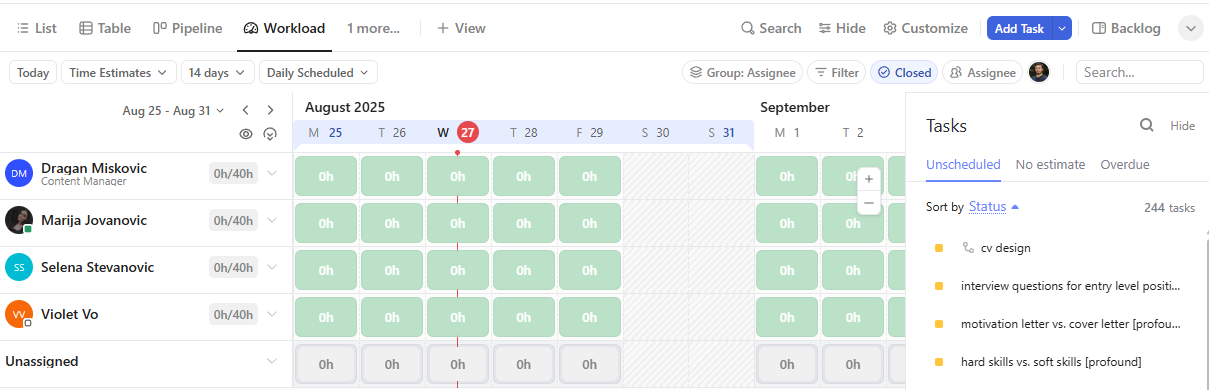 List Table Pipeline Workload 1 more... + View Search Hide Customize Add Task Backlog
Today Time Estimates 14 days Daily Scheduled Group: Assignee Filter Closed Assignee Search...
Aug 25 - Aug 31 August 2025 September
M 25 T 26 W 27 T 28 F 29 S 30 S 31 M 1 T 2
DM Dragan Miskovic 0h/40h 0h 0h 0h 0h 0h 0h 0h
Content Manager
Marija Jovanovic 0h/40h 0h 0h 0h 0h 0h 0h 0h
SS Selena Stevanovic 0h/40h 0h 0h 0h 0h 0h 0h 0h
VV Violet Vo 0h/40h 0h 0h 0h 0h 0h 0h 0h
Unassigned 0h 0h 0h 0h 0h 0h 0h
+
−
Tasks Hide
Unscheduled No estimate Overdue
Sort by Status 244 tasks
cv design
interview questions for entry level positi...
motivation letter vs. cover letter [profou...
hard skills vs. soft skills [profound]